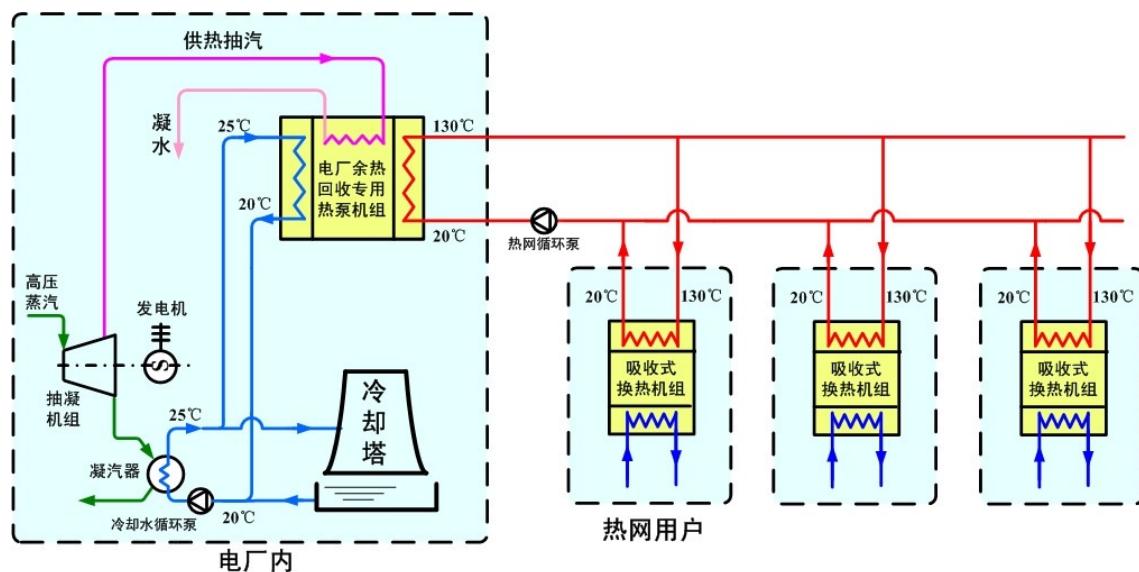 供热抽汽
凝
水
25℃
130℃
电厂余热
回收专用
热泵机组
20℃
20℃
热网循环泵
高压
蒸汽
发电机
S
抽凝
机组
25℃
冷
却
塔
凝汽器
冷却水循环泵
20℃
电厂内
20℃
130℃
吸收式
换热机组
20℃
130℃
吸收式
换热机组
20℃
130℃
吸收式
换热机组
热网用户